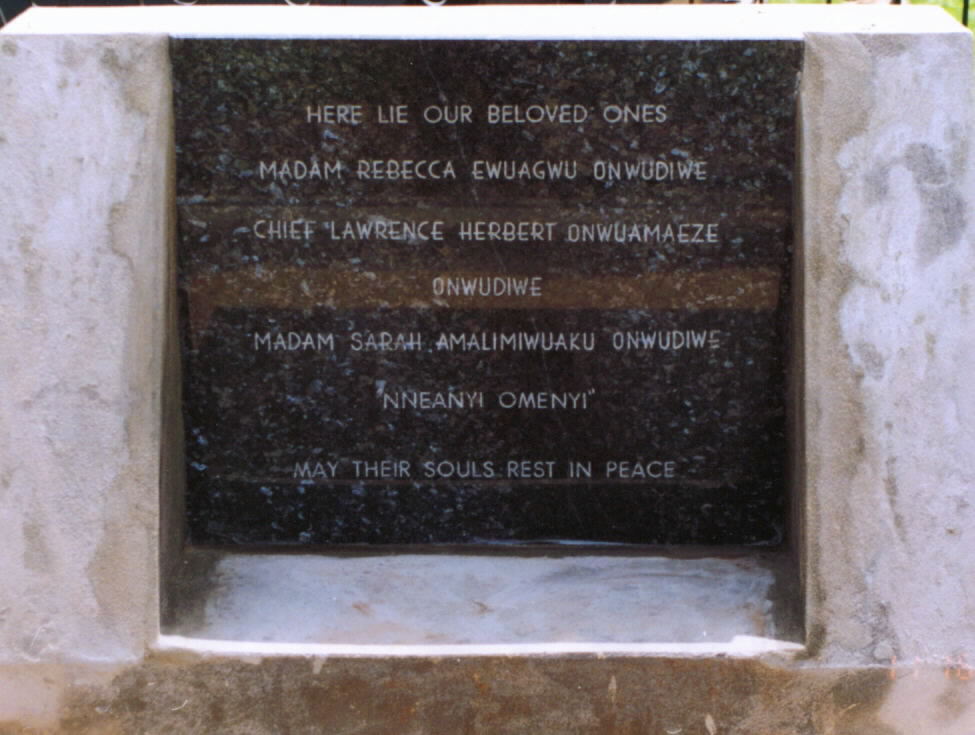 HERE LIE OUR BELOVED ONES
MADAM REBECCA EWUAGWU ONWUDIWE
CHIEF LAWRENCE HERBERT ONWUAMAEZE
ONWUDIWE
MADAM SARAH AMALIMIWUAKU ONWUDIWE
"NNEANYI OMENYI"
MAY THEIR SOULS REST IN PEACE